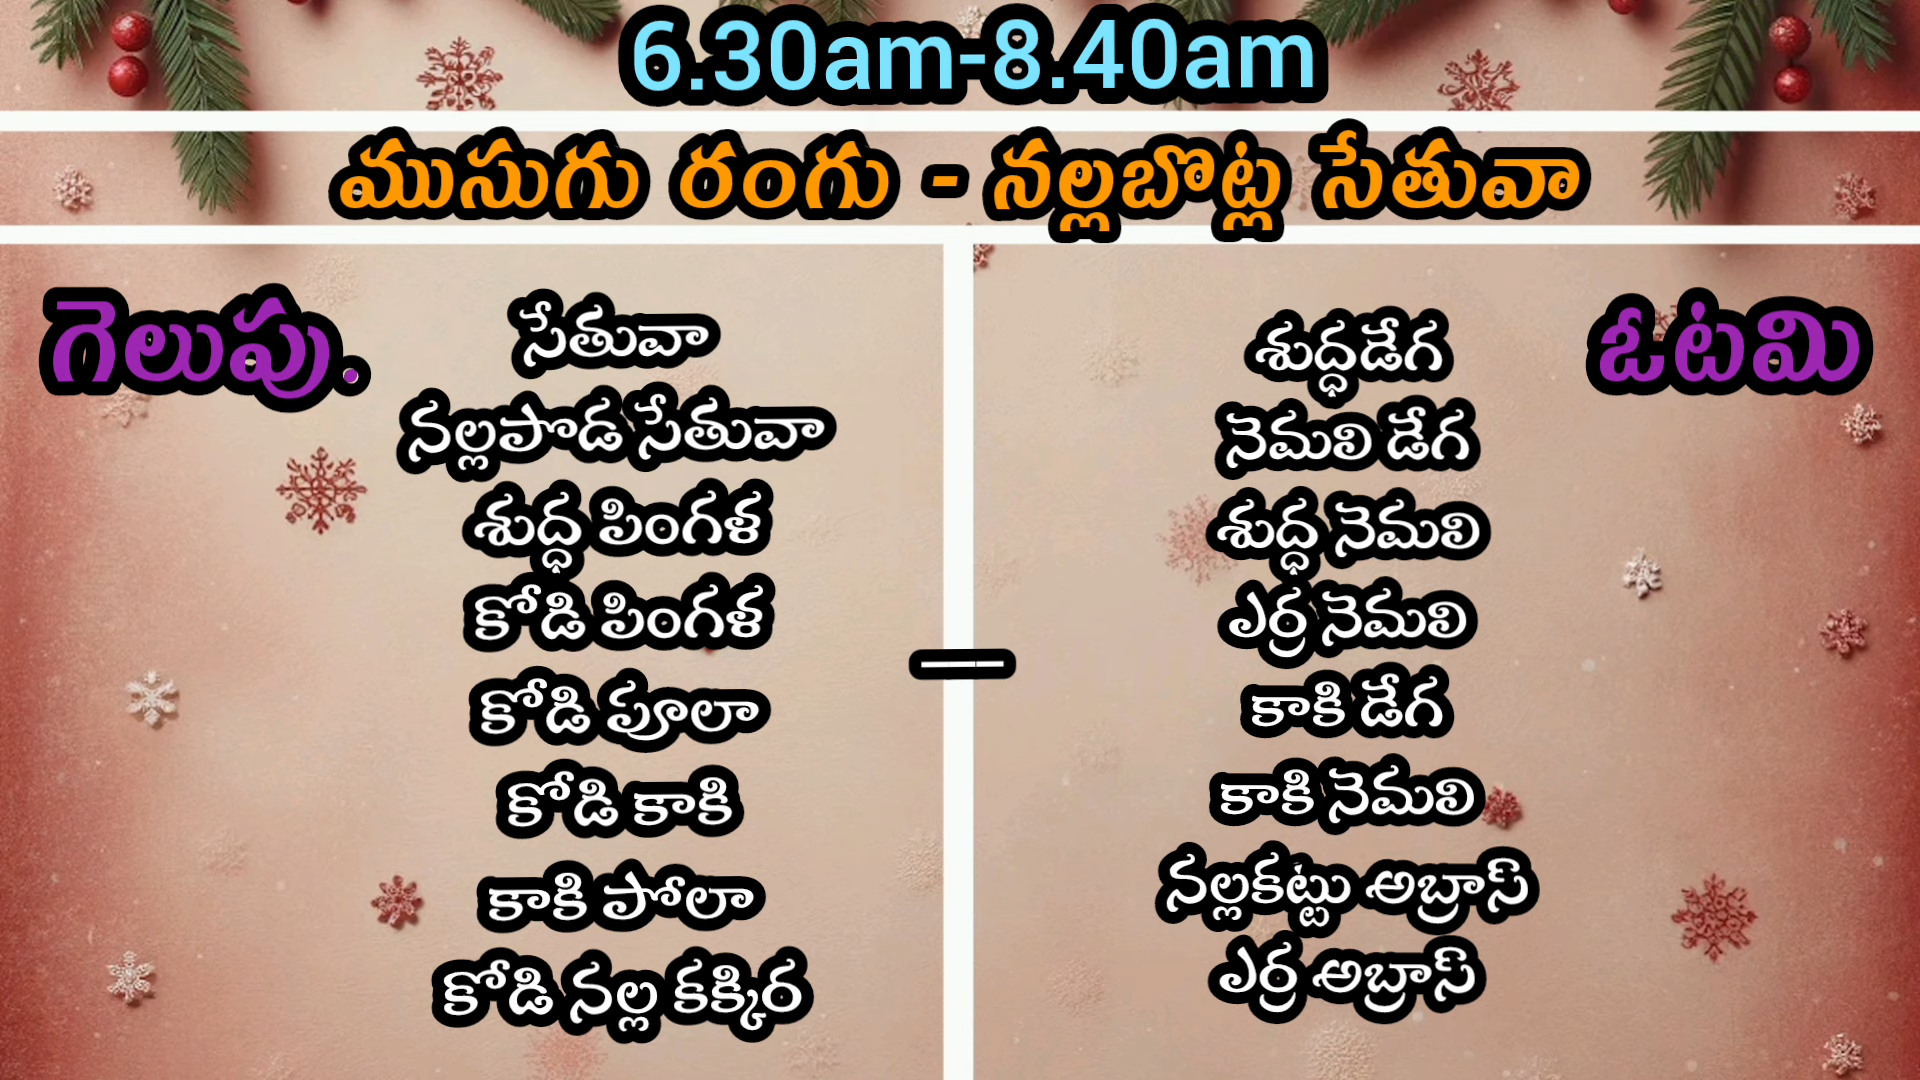 6.30am-8.40am
ముసుగు రంగు - నల్లబొట్ల సేతువా
గెలుపు.
సేతువా
నల్లపొడ సేతువా
శుద్ధ పింగళ
కోడి పింగళ
కోడి పూలా
కోడి కాకి
కాకి పోలా
కోడి నల్ల కక్కిర
—
ఓటమి
శుద్ధడేగ
నెమలి డేగ
శుద్ధ నెమలి
ఎర్ర నెమలి
కాకి డేగ
కాకి నెమలి
నల్లకట్టు అబ్రాస్
ఎర్ర అబ్రాస్